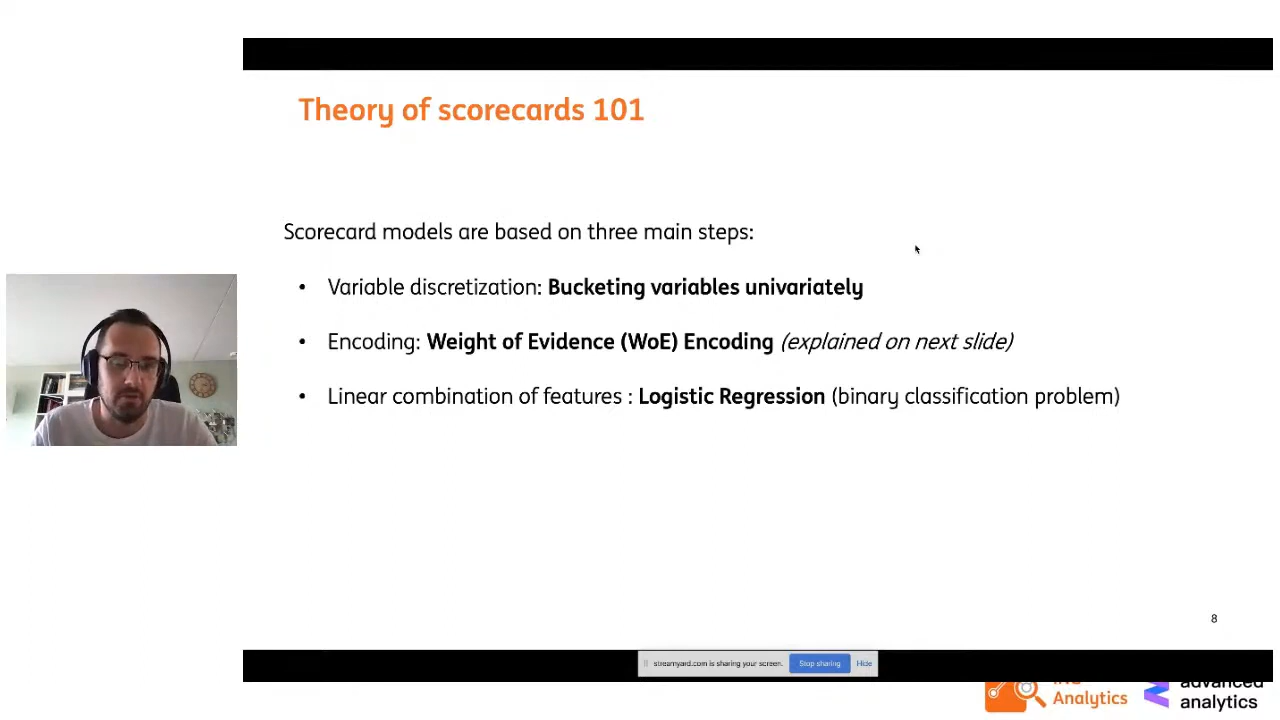 Theory of scorecards 101
Scorecard models are based on three main steps:
• Variable discretization: Bucketing variables univariately
• Encoding: Weight of Evidence (WoE) Encoding (explained on next slide)
• Linear combination of features : Logistic Regression (binary classification problem)
8
streamyard.com is sharing your screen. Stop sharing Hide
Analytics
advanced
analytics